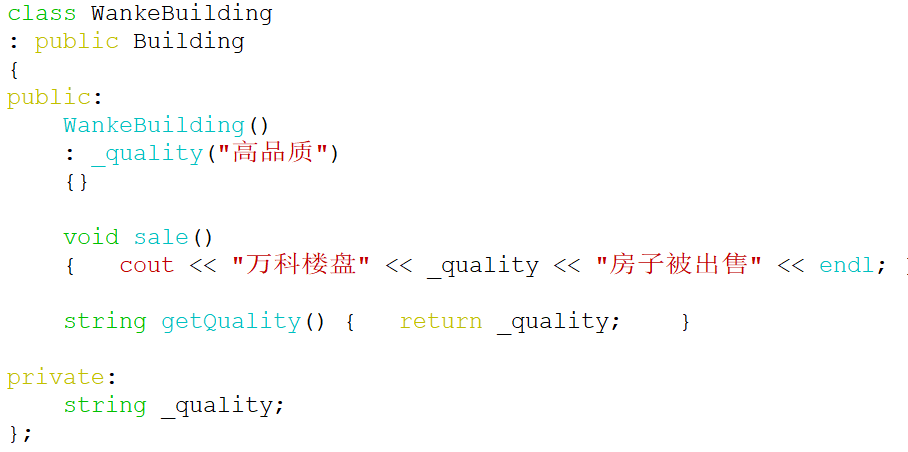 class WankeBuilding
: public Building
{
public:
    WankeBuilding()
    : _quality("高品质")
    {}
    void sale()
    {   cout << "万科楼盘" << _quality << "房子被出售" << endl; }
    string getQuality() {   return _quality;    }
private:
    string _quality;
};